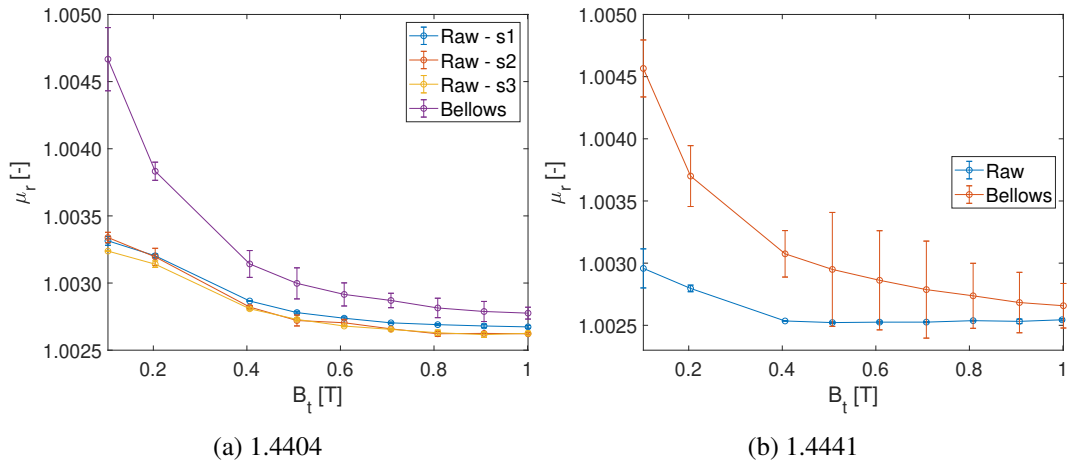 1.0050
1.0045
1.0040
1.0035
1.0030
1.0025
μr [-]
0.2
0.4
0.6
0.8
1
Bt [T]
Raw - s1
Raw - s2
Raw - s3
Bellows
(a) 1.4404
1.0050
1.0045
1.0040
1.0035
1.0030
1.0025
μr [-]
0.2
0.4
0.6
0.8
1
Bt [T]
Raw
Bellows
(b) 1.4441